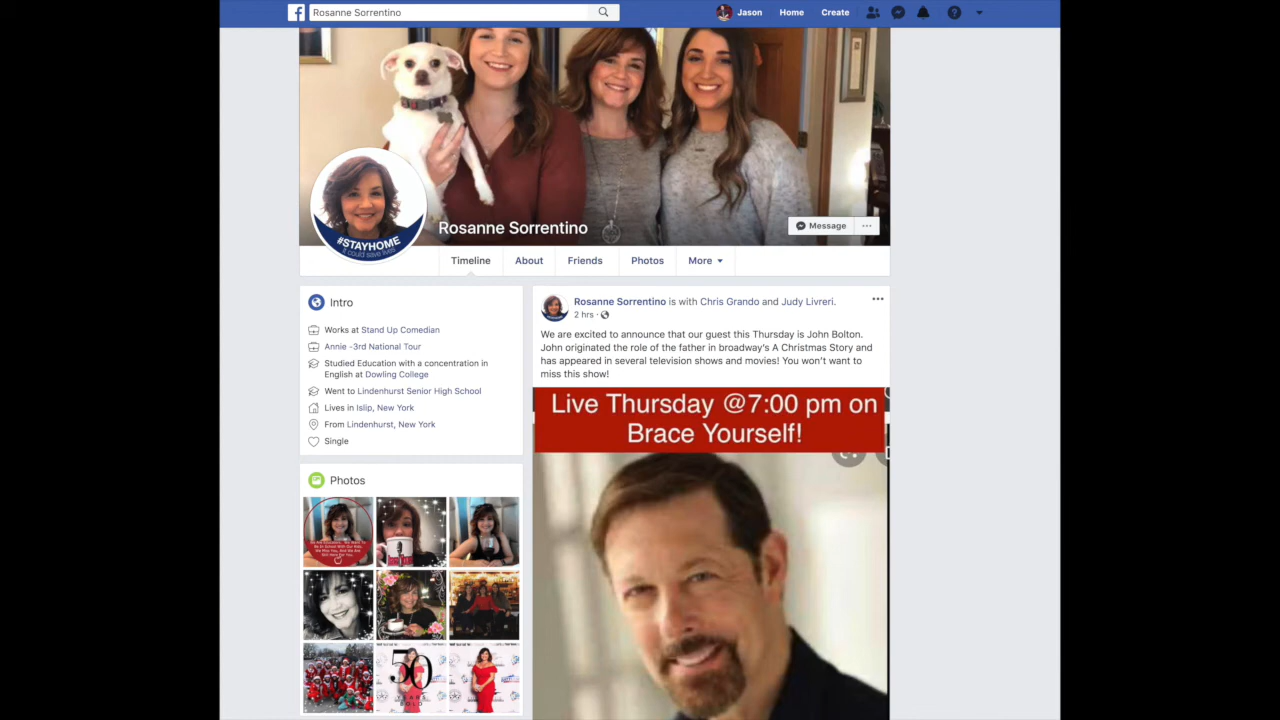 Rosanne Sorrentino
Jason Home Create
#STAYHOME
it could save lives
Rosanne Sorrentino
Message
Timeline About Friends Photos More
Intro
Works at Stand Up Comedian
Annie -3rd National Tour
Studied Education with a concentration in
English at Dowling College
Went to Lindenhurst Senior High School
Lives in Islip, New York
From Lindenhurst, New York
Single
Photos
50
YEARS
Rosanne Sorrentino is with Chris Grando and Judy Livreri.
2 hrs ·
We are excited to announce that our guest this Thursday is John Bolton.
John originated the role of the father in broadway's A Christmas Story and
has appeared in several television shows and movies! You won't want to
miss this show!
Live Thursday @7:00 pm on
Brace Yourself!